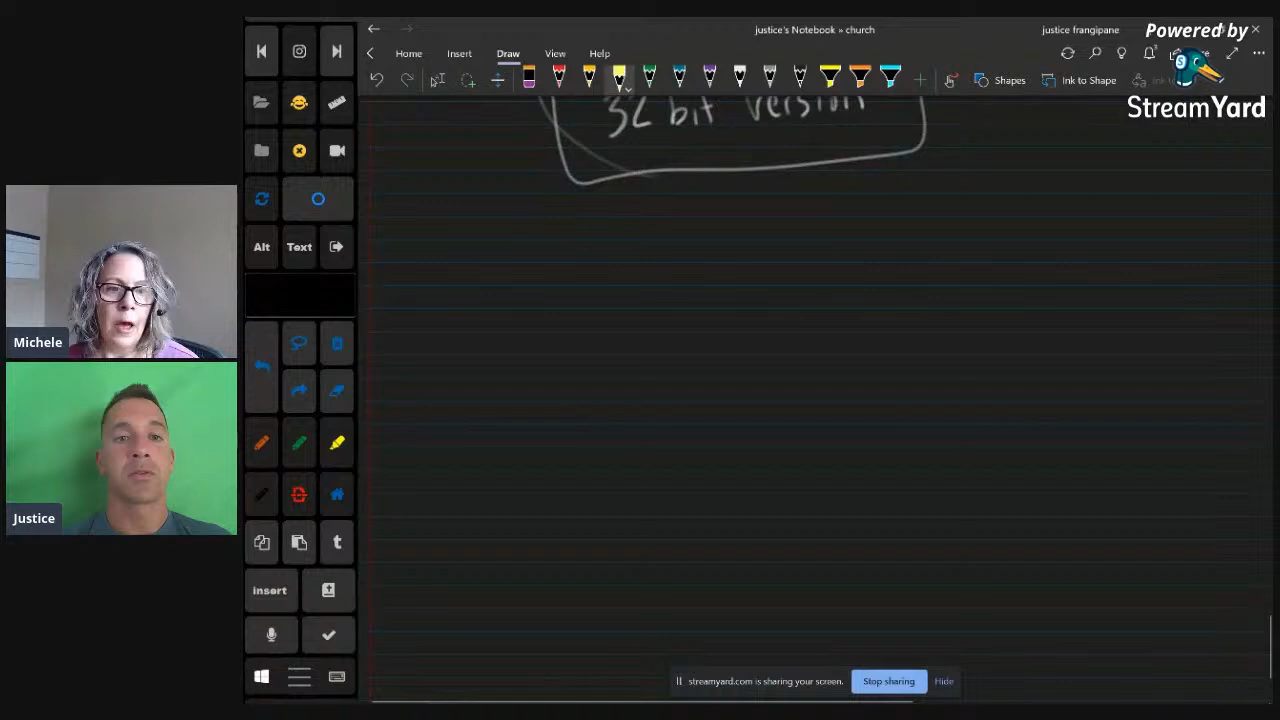 justice's Notebook » church
justice frangipane
Powered by
StreamYard
Home Insert Draw View Help
Shapes Ink to Shape
32 bit version
Alt Text
Michele
Justice
insert
streamyard.com is sharing your screen. Stop sharing Hide